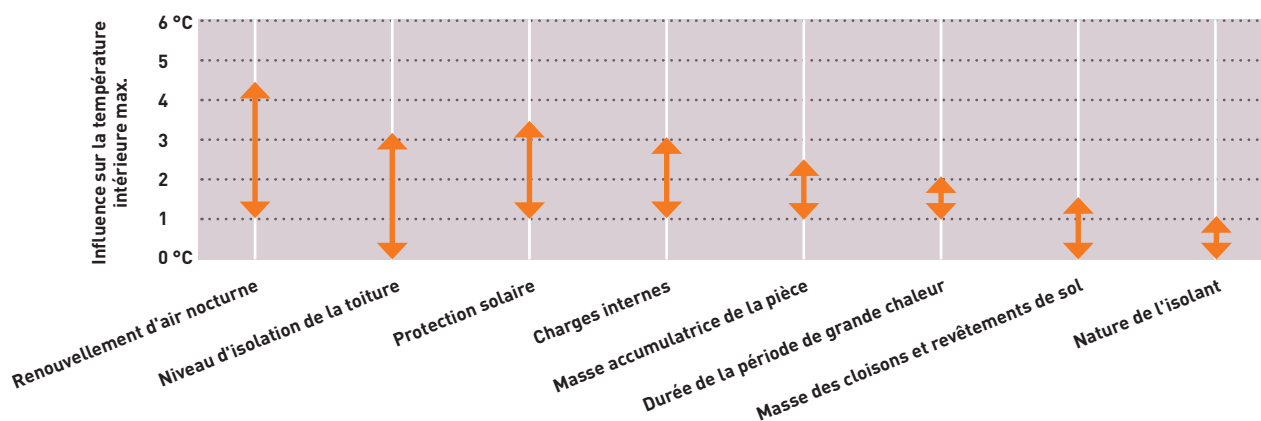 Influence sur la température
intérieure max.
6 °C
5
4
3
2
1
0 °C
Renouvellement d'air nocturne
Niveau d'isolation de la toiture
Protection solaire
Charges internes
Masse accumulatrice de la pièce
Durée de la période de grande chaleur
Masse des cloisons et revêtements de sol
Nature de l'isolant